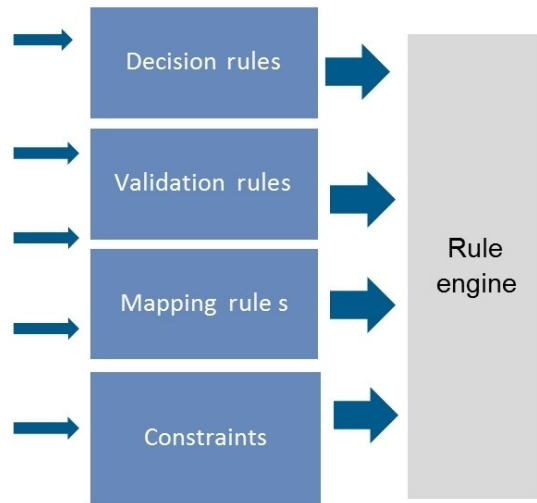 Decision rules
Validation rules
Mapping rule s
Constraints
Rule
engine